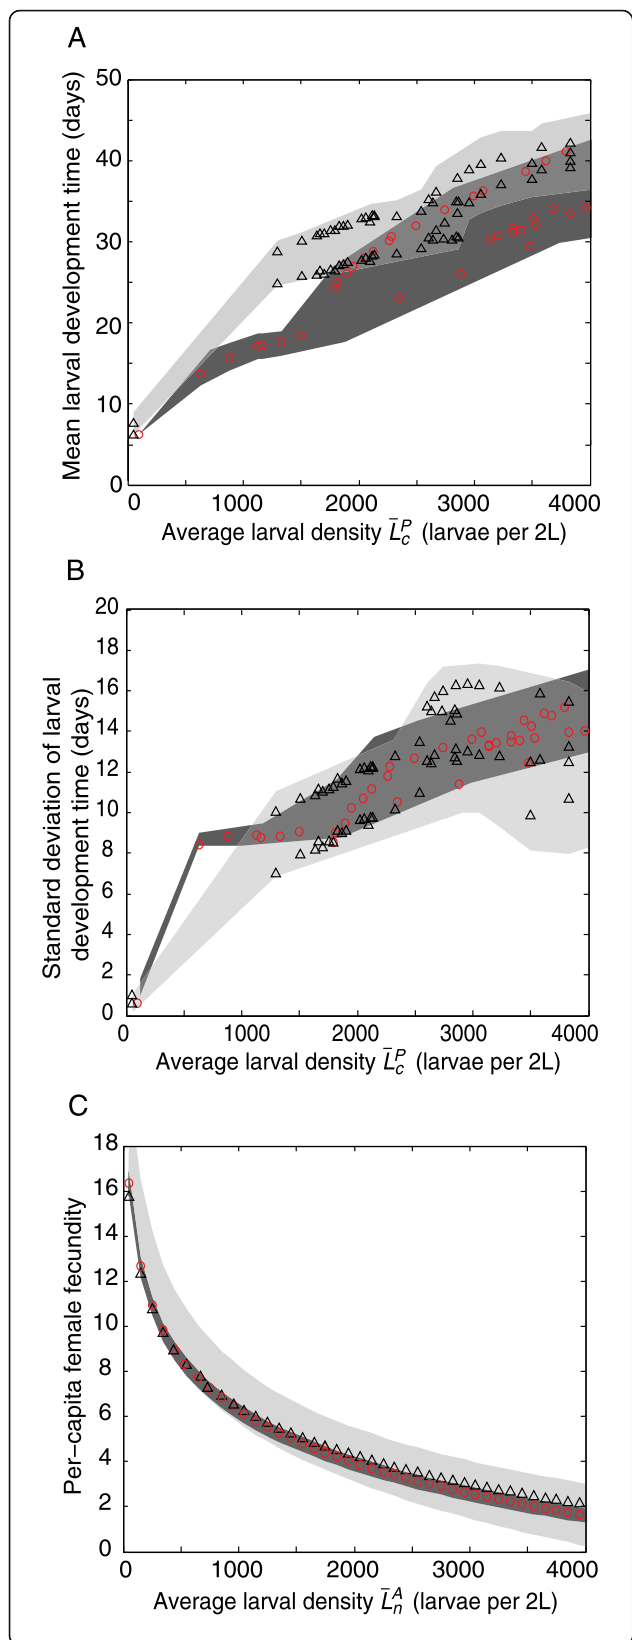 A
Mean larval development time (days)
50
40
30
20
10
0
0 1000 2000 3000 4000
Average larval density L̄_c^P (larvae per 2L)
B
Standard deviation of larval
development time (days)
20
18
16
14
12
10
8
6
4
2
0
0 1000 2000 3000 4000
Average larval density L̄_c^P (larvae per 2L)
C
Per–capita female fecundity
18
16
14
12
10
8
6
4
2
0
0 1000 2000 3000 4000
Average larval density L̄_n^A (larvae per 2L)